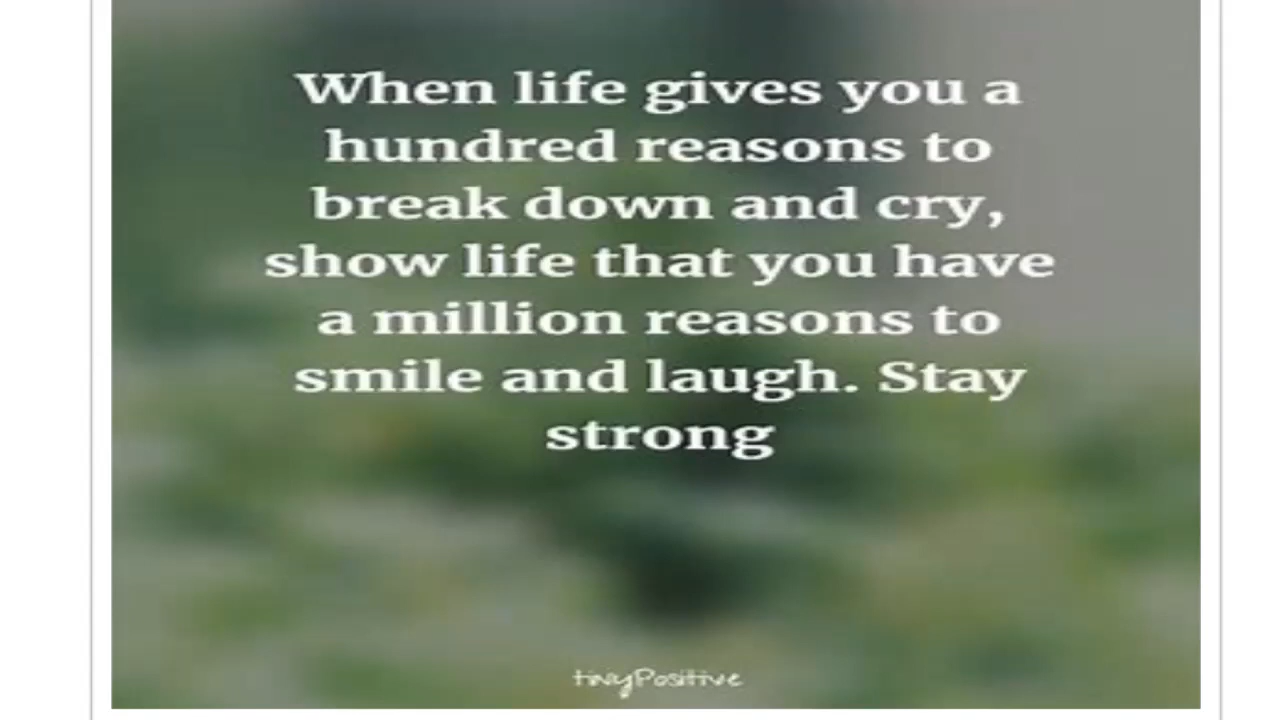 When life gives you a
hundred reasons to
break down and cry,
show life that you have
a million reasons to
smile and laugh. Stay
strong
tinyPositive